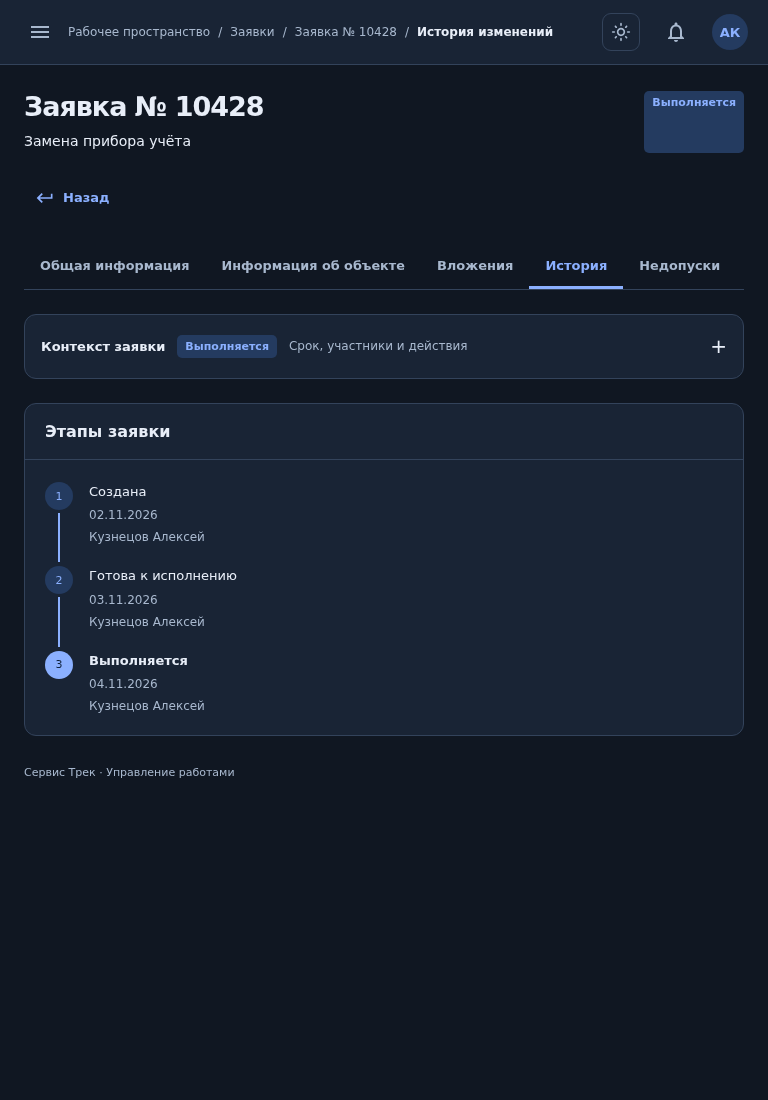 Рабочее пространство / Заявки / Заявка № 10428 / История изменений
АК
Заявка № 10428
Выполняется
Замена прибора учёта
Назад
Общая информация Информация об объекте Вложения История Недопуски
Контекст заявки Выполняется Срок, участники и действия +
Этапы заявки
1 Создана
02.11.2026
Кузнецов Алексей
2 Готова к исполнению
03.11.2026
Кузнецов Алексей
3 Выполняется
04.11.2026
Кузнецов Алексей
Сервис Трек · Управление работами